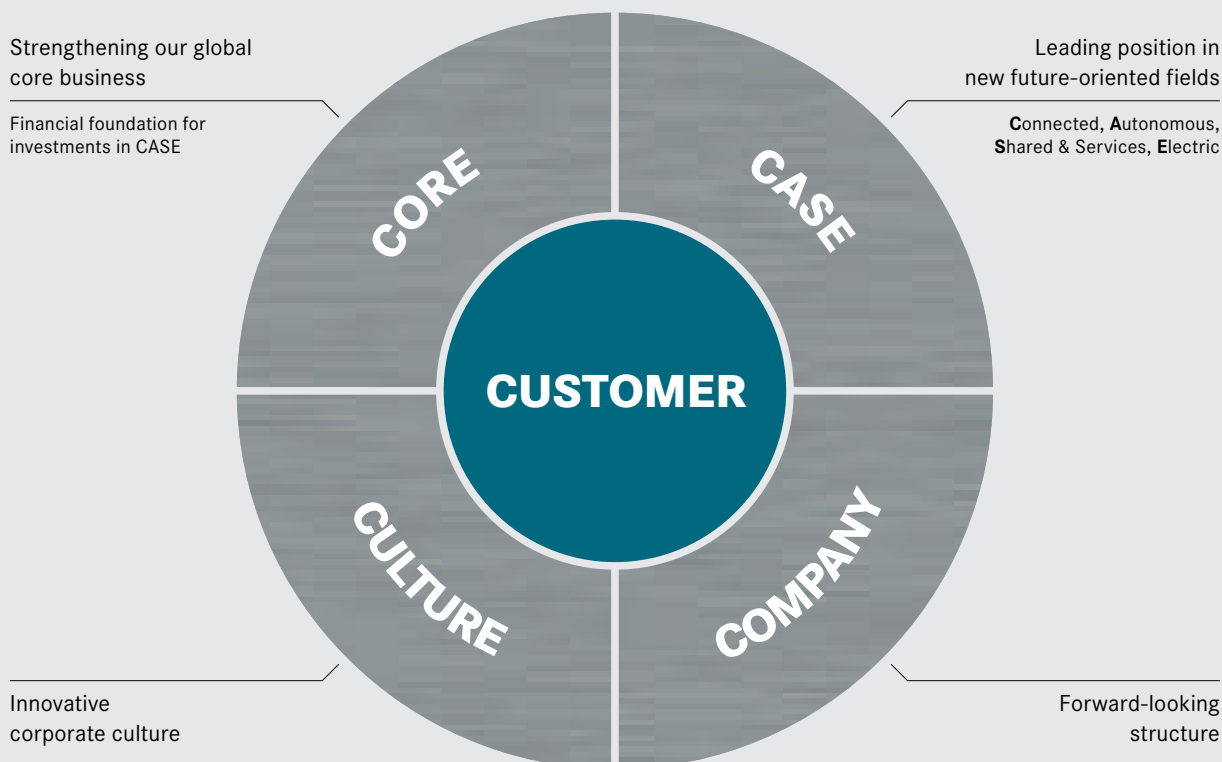 Strengthening our global
core business
Financial foundation for
investments in CASE
Leading position in
new future-oriented fields
Connected, Autonomous,
Shared & Services, Electric
CORE
CASE
CUSTOMER
CULTURE
COMPANY
Innovative
corporate culture
Forward-looking
structure